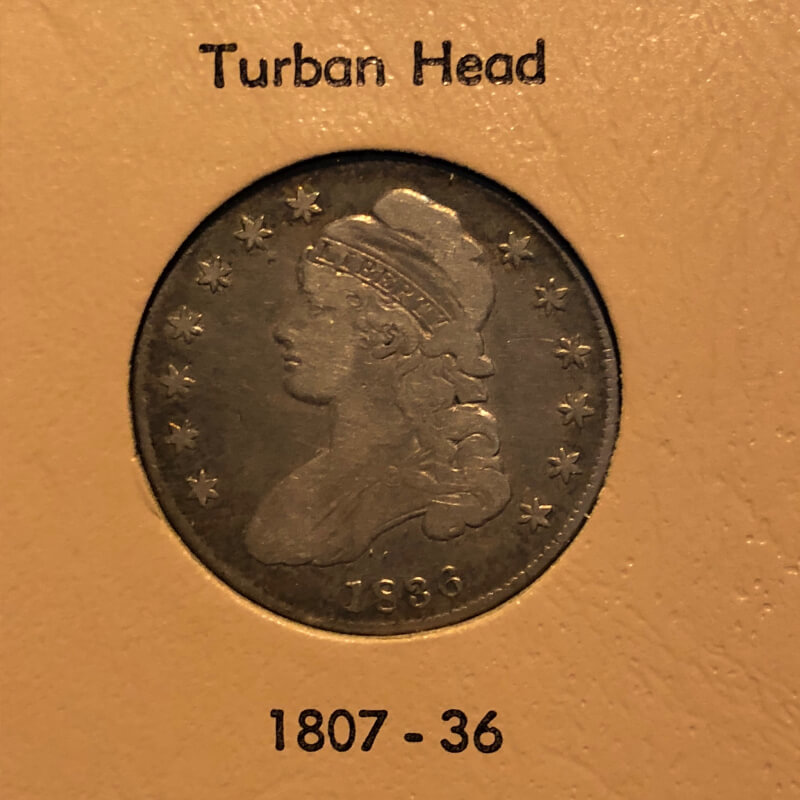 Turban Head
LIBERTY
1836
1807 - 36